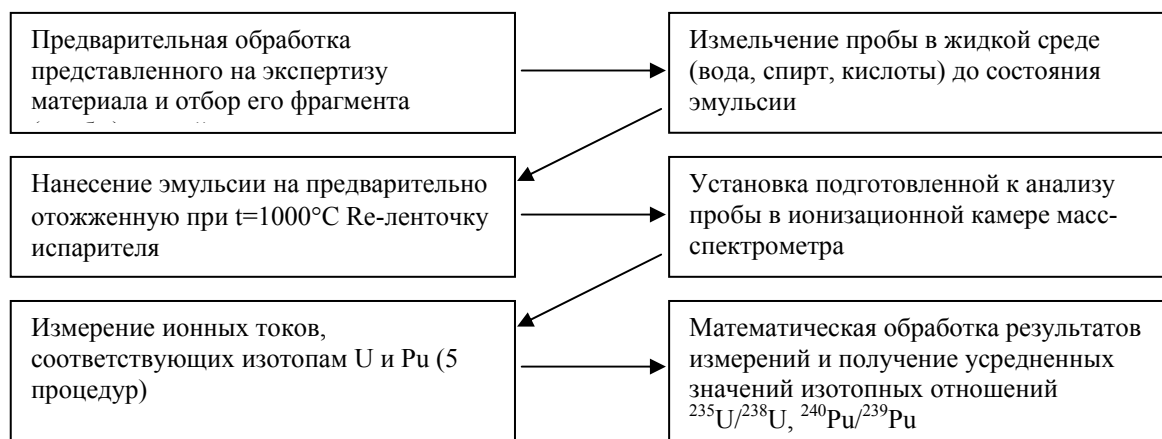 Предварительная обработка
представленного на экспертизу
материала и отбор его фрагмента
Измельчение пробы в жидкой среде
(вода, спирт, кислоты) до состояния
эмульсии
Нанесение эмульсии на предварительно
отожженную при t=1000°С Re-ленточку
испарителя
Установка подготовленной к анализу
пробы в ионизационной камере масс-
спектрометра
Измерение ионных токов,
соответствующих изотопам U и Pu (5
процедур)
Математическая обработка результатов
измерений и получение усредненных
значений изотопных отношений
²³⁵U/²³⁸U, ²⁴⁰Pu/²³⁹Pu